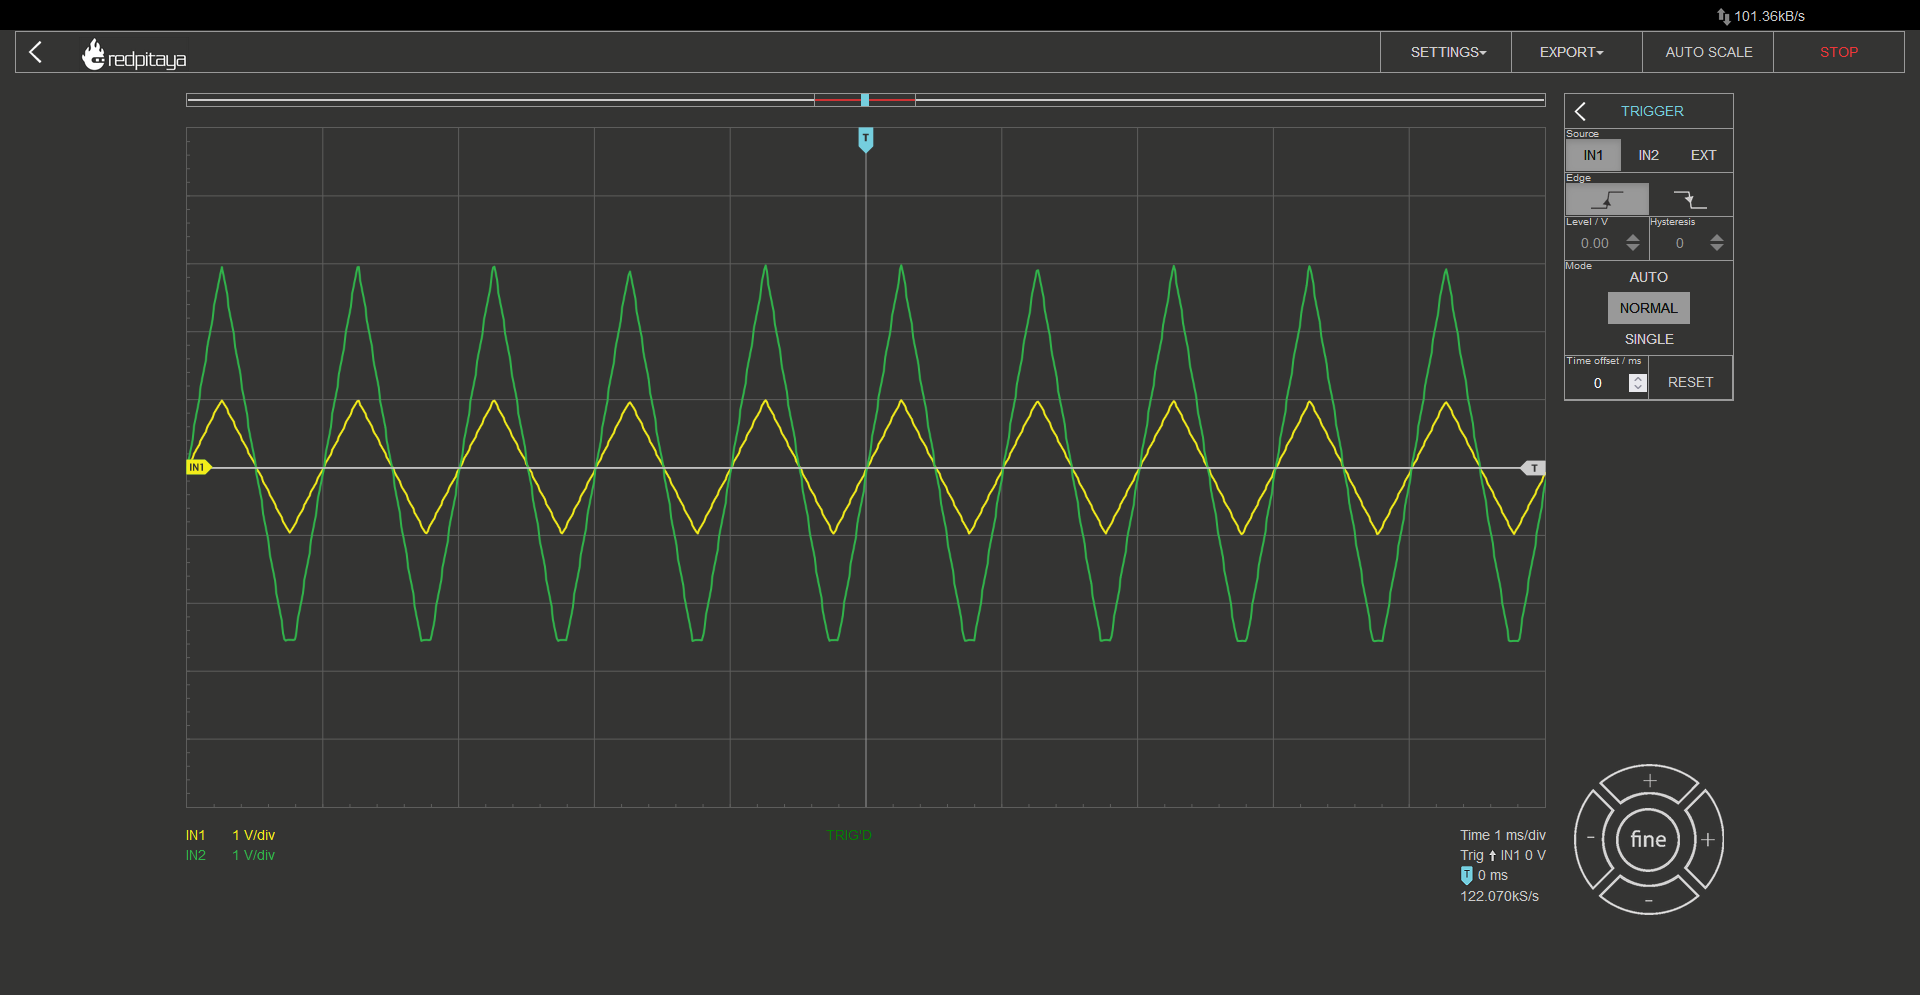 101.36kB/s
redpitaya
SETTINGS
EXPORT
AUTO SCALE
STOP
TRIGGER
Source
IN1 IN2 EXT
Edge
Level / V Hysteresis
0.00 0
Mode
AUTO
NORMAL
SINGLE
Time offset / ms
0 RESET
T
IN1
T
IN1 1 V/div
IN2 1 V/div
TRIG'D
Time 1 ms/div
Trig IN1 0 V
T 0 ms
122.070kS/s
+
- fine +
-